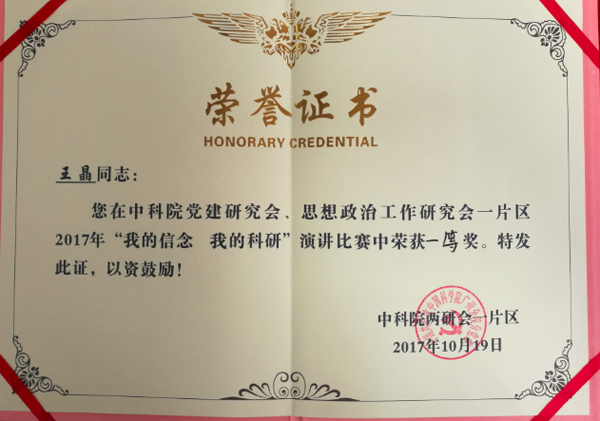 荣誉证书
HONORARY CREDENTIAL
王晶同志：
您在中科院党建研究会、思想政治工作研究会一片区
2017年“我的信念 我的科研”演讲比赛中荣获一等奖。特发
此证，以资鼓励！
中科院两研会一片区
2017年10月19日